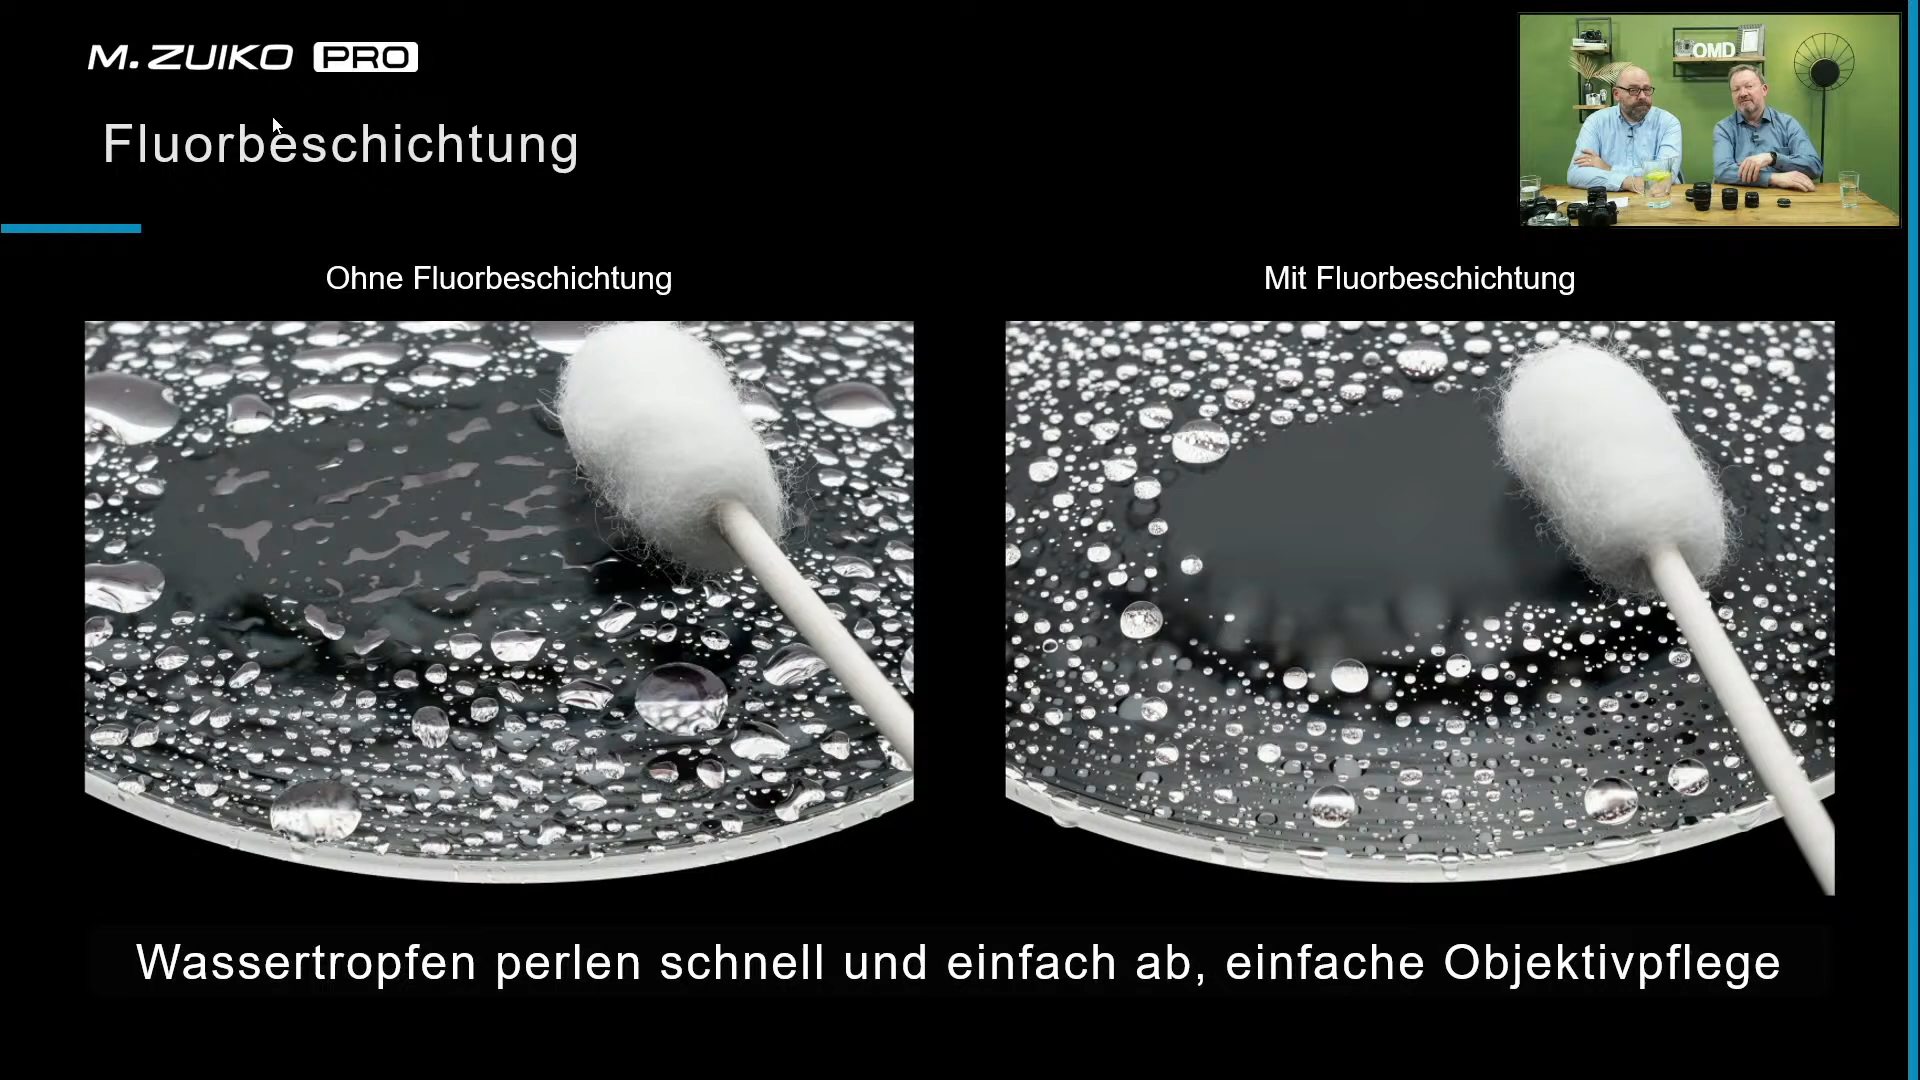 M.ZUIKO PRO
OMD
Fluorbeschichtung
Ohne Fluorbeschichtung
Mit Fluorbeschichtung
Wassertropfen perlen schnell und einfach ab, einfache Objektivpflege